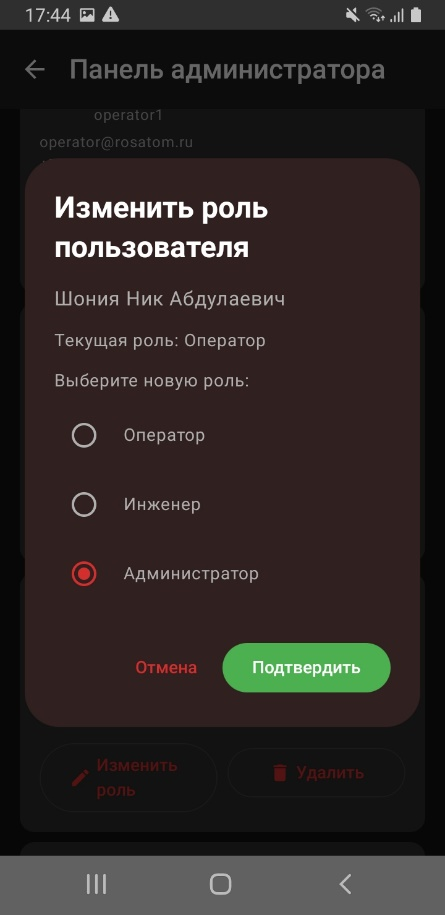 17:44
Панель администратора
operator1
operator@rosatom.ru
Изменить роль
пользователя
Шония Ник Абдулаевич
Текущая роль: Оператор
Выберите новую роль:
Оператор
Инженер
Администратор
Отмена
Подтвердить
Изменить
роль
Удалить